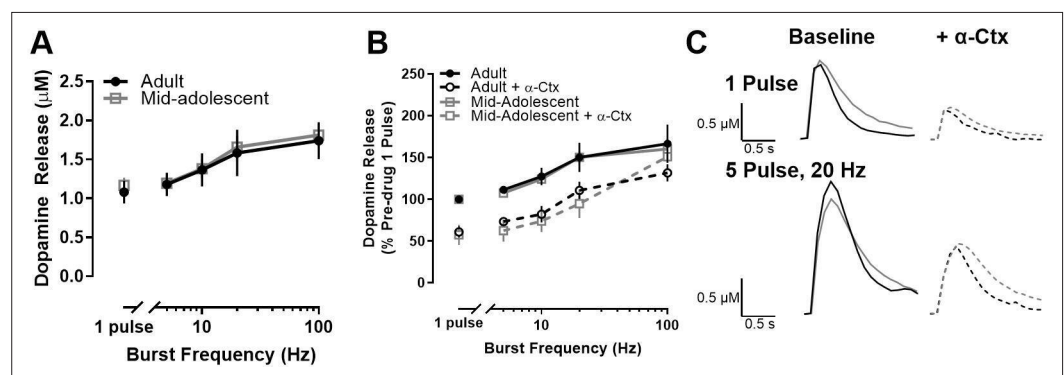 A
Dopamine Release (μM)
2.5
2.0
1.5
1.0
0.5
0.0
Adult
Mid-adolescent
1 pulse
10
100
Burst Frequency (Hz)
B
Dopamine Release
(% Pre-drug 1 Pulse)
250
200
150
100
50
0
Adult
Adult + α-Ctx
Mid-Adolescent
Mid-Adolescent + α-Ctx
1 pulse
10
100
Burst Frequency (Hz)
C
Baseline
+ α-Ctx
1 Pulse
0.5 μM
0.5 s
5 Pulse, 20 Hz
0.5 μM
0.5 s